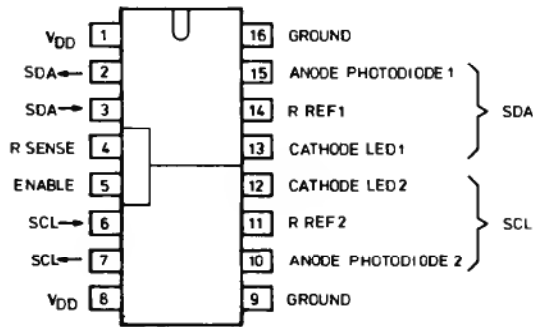 V_DD 1 16 GROUND
SDA← 2 15 ANODE PHOTODIODE 1
SDA→ 3 14 R REF1
R SENSE 4 13 CATHODE LED1
ENABLE 5 12 CATHODE LED2
SCL→ 6 11 R REF2
SCL← 7 10 ANODE PHOTODIODE 2
V_DD 8 9 GROUND
SDA
SCL